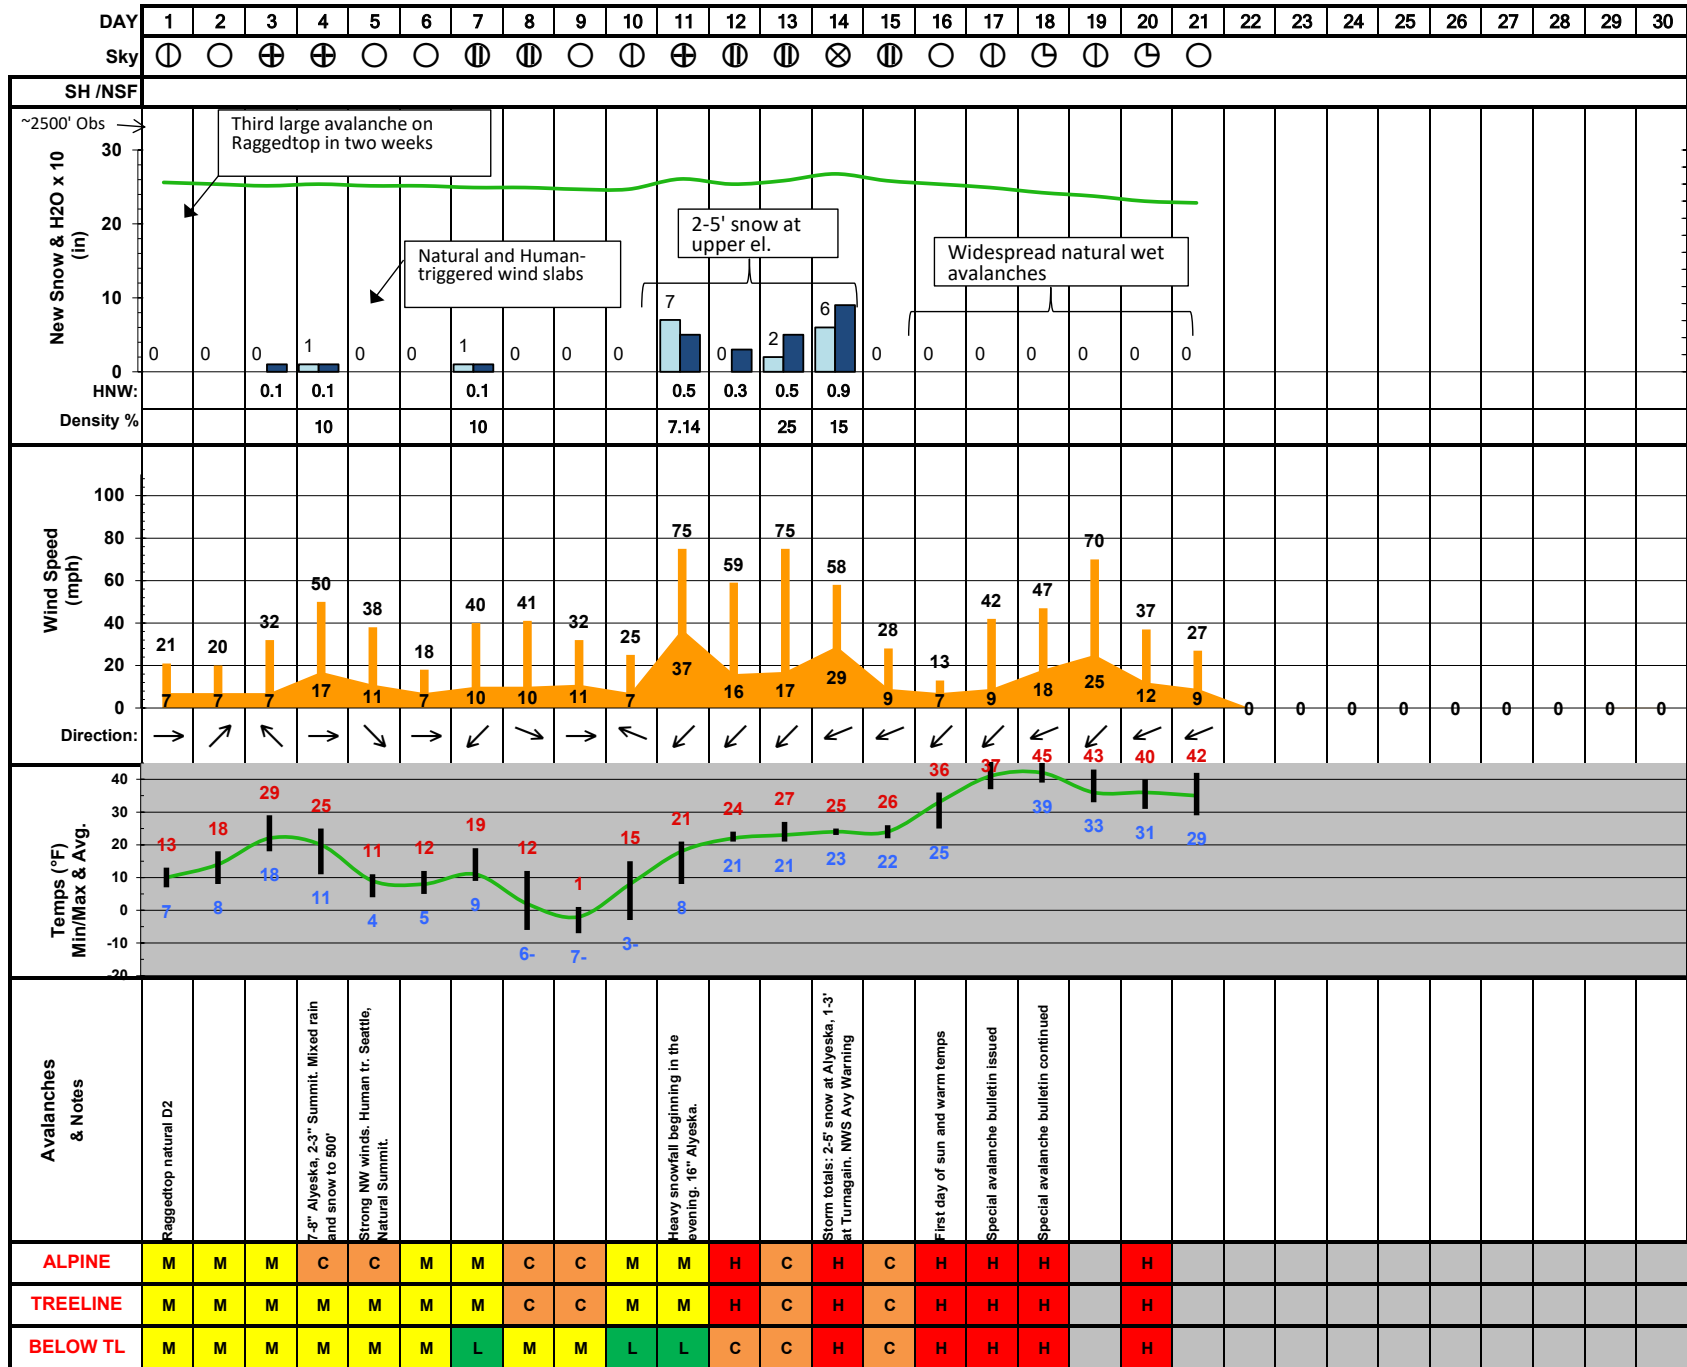 DAY 1 2 3 4 5 6 7 8 9 10 11 12 13 14 15 16 17 18 19 20 21 22 23 24 25 26 27 28 29 30
Sky
SH /NSF
~2500' Obs
Third large avalanche on
Raggedtop in two weeks
New Snow & H2O x 10
(in)
30
20
10
0
Natural and Human-
triggered wind slabs
2-5' snow at
upper el.
Widespread natural wet
avalanches
0 0 0 1 0 0 1 0 0 0 7 0 2 6 0 0 0 0 0 0 0
HNW: 0.1 0.1 0.1 0.5 0.3 0.5 0.9
Density % 10 10 7.14 25 15
Wind Speed
(mph)
100
80
60
40
20
0
21 20 32 50 38 18 40 41 32 25 75 59 75 58 28 13 42 47 70 37 27
7 7 7 17 11 7 10 10 11 7 37 16 17 29 9 7 9 18 25 12 9 0 0 0 0 0 0 0 0 0
Direction:
Temps (°F)
Min/Max & Avg.
40
30
20
10
0
-10
-20
13 18 29 25 11 12 19 12 1 15 21 24 27 25 26 36 37 45 43 40 42
7 8 18 11 4 5 9 6- 7- 3- 8 21 21 23 22 25 39 33 31 29
Avalanches
& Notes
Raggedtop natural D2
7-8" Alyeska, 2-3" Summit. Mixed rain
and snow to 500'
Strong NW winds. Human tr. Seattle,
Natural Summit.
Heavy snowfall beginning in the
evening. 16" Alyeska.
Storm totals: 2-5' snow at Alyeska, 1-3'
at Turnagain. NWS Avy Warning
First day of sun and warm temps
Special avalanche bulletin issued
Special avalanche bulletin continued
ALPINE M M M C C M M C C M M H C H C H H H H
TREELINE M M M M M M M C C M M H C H C H H H H
BELOW TL M M M M M M L M M L L C C H C H H H H